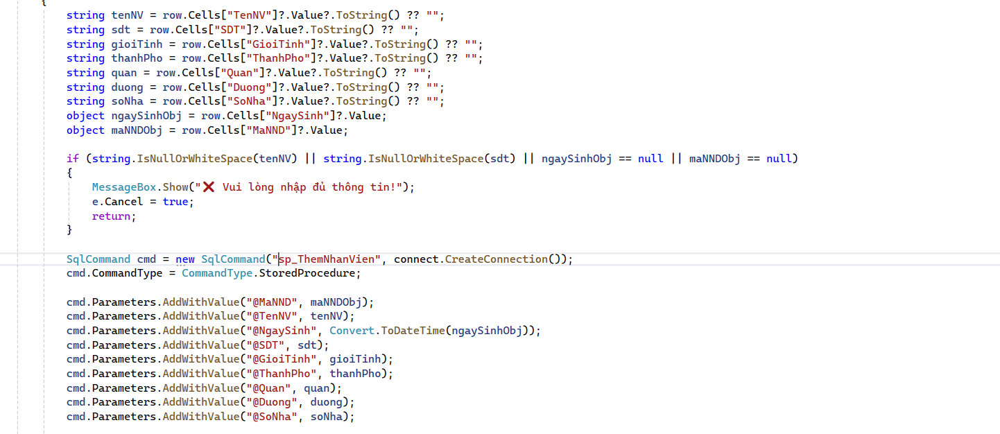 {
string tenNV = row.Cells["TenNV"]?.Value?.ToString() ?? "";
string sdt = row.Cells["SDT"]?.Value?.ToString() ?? "";
string gioiTinh = row.Cells["GioiTinh"]?.Value?.ToString() ?? "";
string thanhPho = row.Cells["ThanhPho"]?.Value?.ToString() ?? "";
string quan = row.Cells["Quan"]?.Value?.ToString() ?? "";
string duong = row.Cells["Duong"]?.Value?.ToString() ?? "";
string soNha = row.Cells["SoNha"]?.Value?.ToString() ?? "";
object ngaySinhObj = row.Cells["NgaySinh"]?.Value;
object maNNDObj = row.Cells["MaNND"]?.Value;
if (string.IsNullOrWhiteSpace(tenNV) || string.IsNullOrWhiteSpace(sdt) || ngaySinhObj == null || maNNDObj == null)
{
MessageBox.Show("❌ Vui lòng nhập đủ thông tin!");
e.Cancel = true;
return;
}
SqlCommand cmd = new SqlCommand("sp_ThemNhanVien", connect.CreateConnection());
cmd.CommandType = CommandType.StoredProcedure;
cmd.Parameters.AddWithValue("@MaNND", maNNDObj);
cmd.Parameters.AddWithValue("@TenNV", tenNV);
cmd.Parameters.AddWithValue("@NgaySinh", Convert.ToDateTime(ngaySinhObj));
cmd.Parameters.AddWithValue("@SDT", sdt);
cmd.Parameters.AddWithValue("@GioiTinh", gioiTinh);
cmd.Parameters.AddWithValue("@ThanhPho", thanhPho);
cmd.Parameters.AddWithValue("@Quan", quan);
cmd.Parameters.AddWithValue("@Duong", duong);
cmd.Parameters.AddWithValue("@SoNha", soNha);